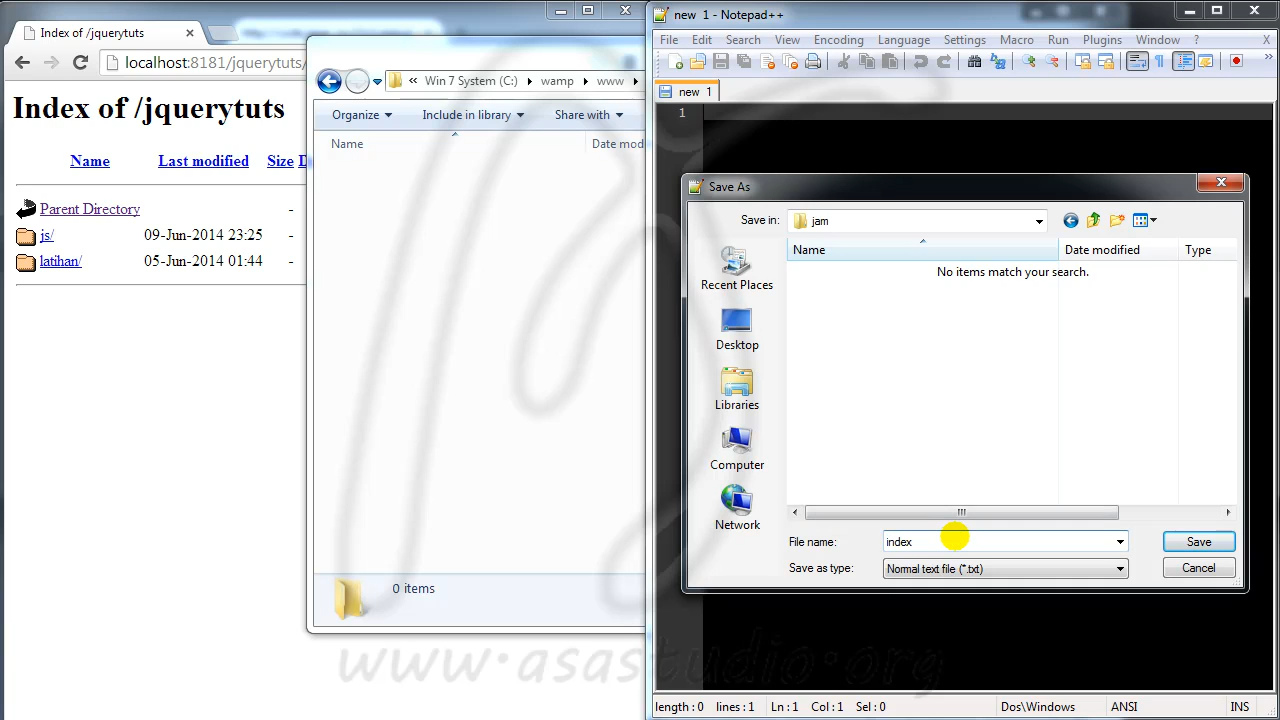 Index of /jquerytuts
localhost:8181/jquerytuts/
Index of /jquerytuts
Name Last modified Size D
Parent Directory -
js/ 09-Jun-2014 23:25 -
latihan/ 05-Jun-2014 01:44 -
« Win 7 System (C:) wamp www
Organize Include in library Share with
Name Date mod
0 items
new 1 - Notepad++
File Edit Search View Encoding Language Settings Macro Run Plugins Window ? X
new 1
1
Save As
Save in: jam
Name Date modified Type
No items match your search.
Recent Places
Desktop
Libraries
Computer
Network
File name: index Save
Save as type: Normal text file (*.txt) Cancel
length : 0 lines : 1 Ln : 1 Col : 1 Sel : 0 Dos\Windows ANSI INS
www.asastudio.org